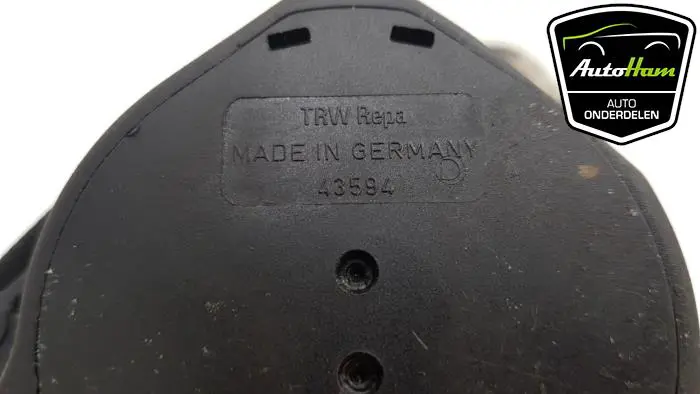 TRW Repa
MADE IN GERMANY
43594
AutoHam
AUTO
ONDERDELEN